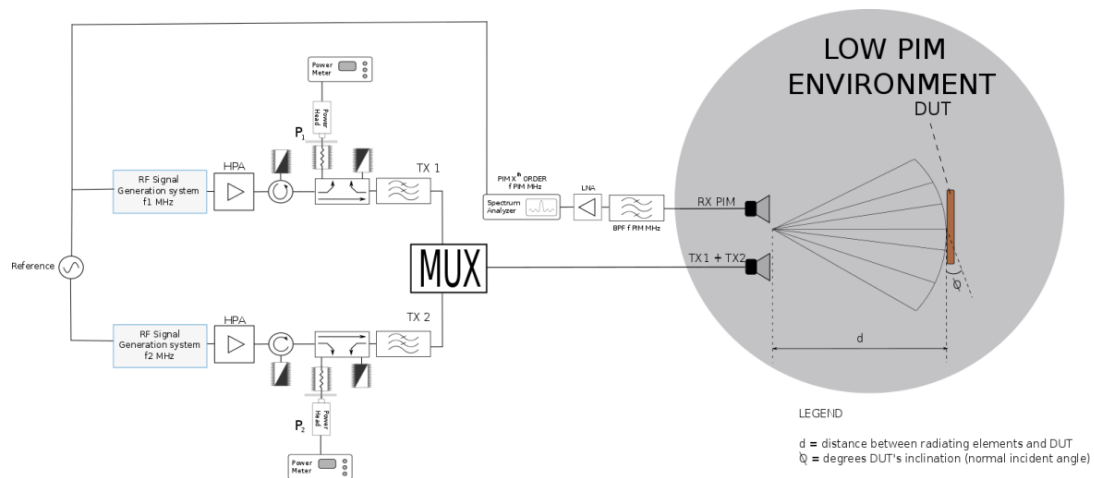 LOW PIM
ENVIRONMENT
DUT
Power
Meter
Power
Head
P1
HPA
TX 1
RF Signal
Generation system
f1 MHz
PIM Xth ORDER
f PIM MHz
Spectrum
Analyzer
LNA
BPF f PIM MHz
RX PIM
Reference
MUX
TX1 + TX2
HPA
TX 2
RF Signal
Generation system
f2 MHz
P2
Power
Head
Power
Meter
d
LEGEND
d = distance between radiating elements and DUT
= degrees DUT's inclination (normal incident angle)